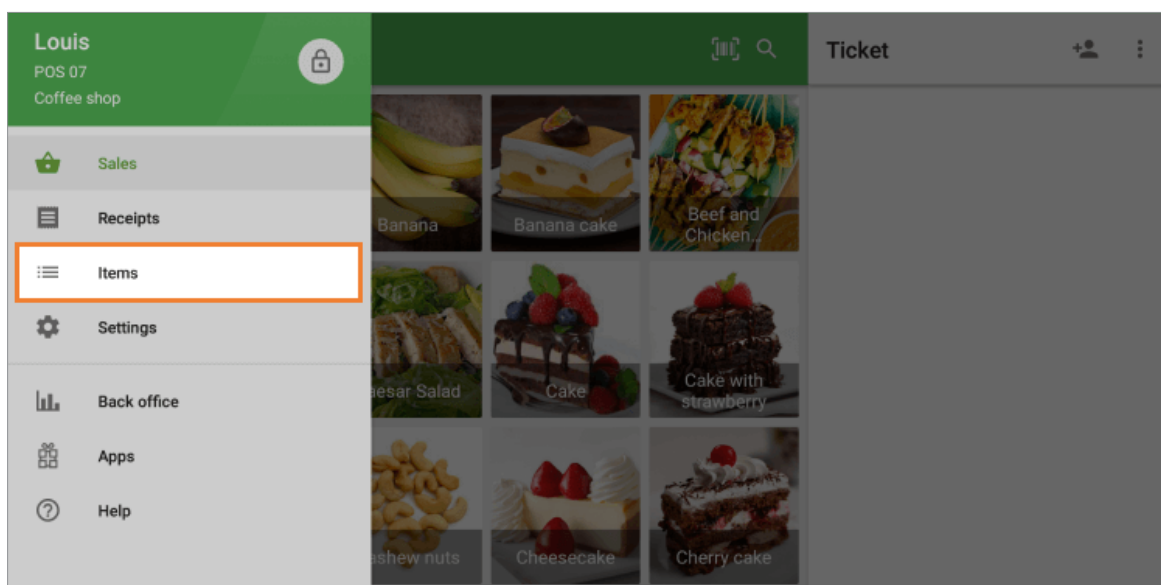 Louis
POS 07
Coffee shop
Sales
Receipts
Items
Settings
Back office
Apps
Help
Ticket
Banana
Banana cake
Beef and
Chicken...
aesar Salad
Cake
Cake with
strawberry
ashew nuts
Cheesecake
Cherry cake